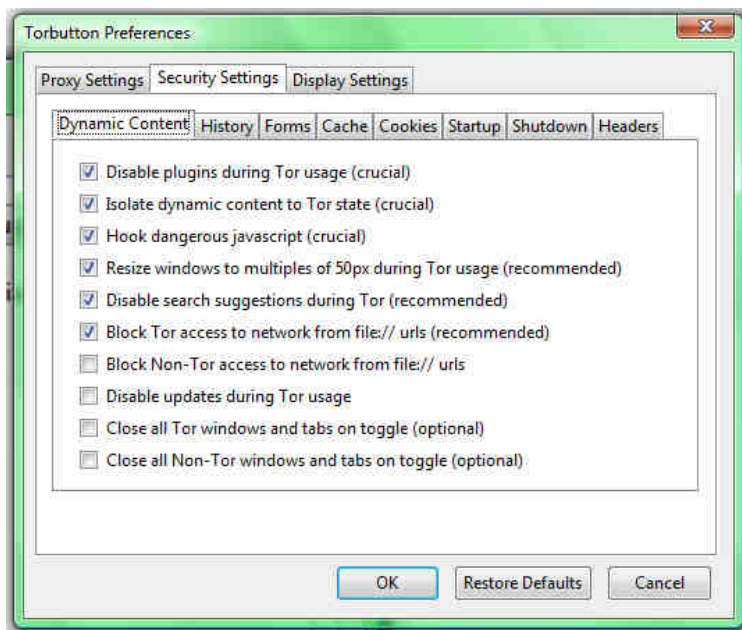 Torbutton Preferences
Proxy Settings Security Settings Display Settings
Dynamic Content History Forms Cache Cookies Startup Shutdown Headers
Disable plugins during Tor usage (crucial)
Isolate dynamic content to Tor state (crucial)
Hook dangerous javascript (crucial)
Resize windows to multiples of 50px during Tor usage (recommended)
Disable search suggestions during Tor (recommended)
Block Tor access to network from file:// urls (recommended)
Block Non-Tor access to network from file:// urls
Disable updates during Tor usage
Close all Tor windows and tabs on toggle (optional)
Close all Non-Tor windows and tabs on toggle (optional)
OK Restore Defaults Cancel